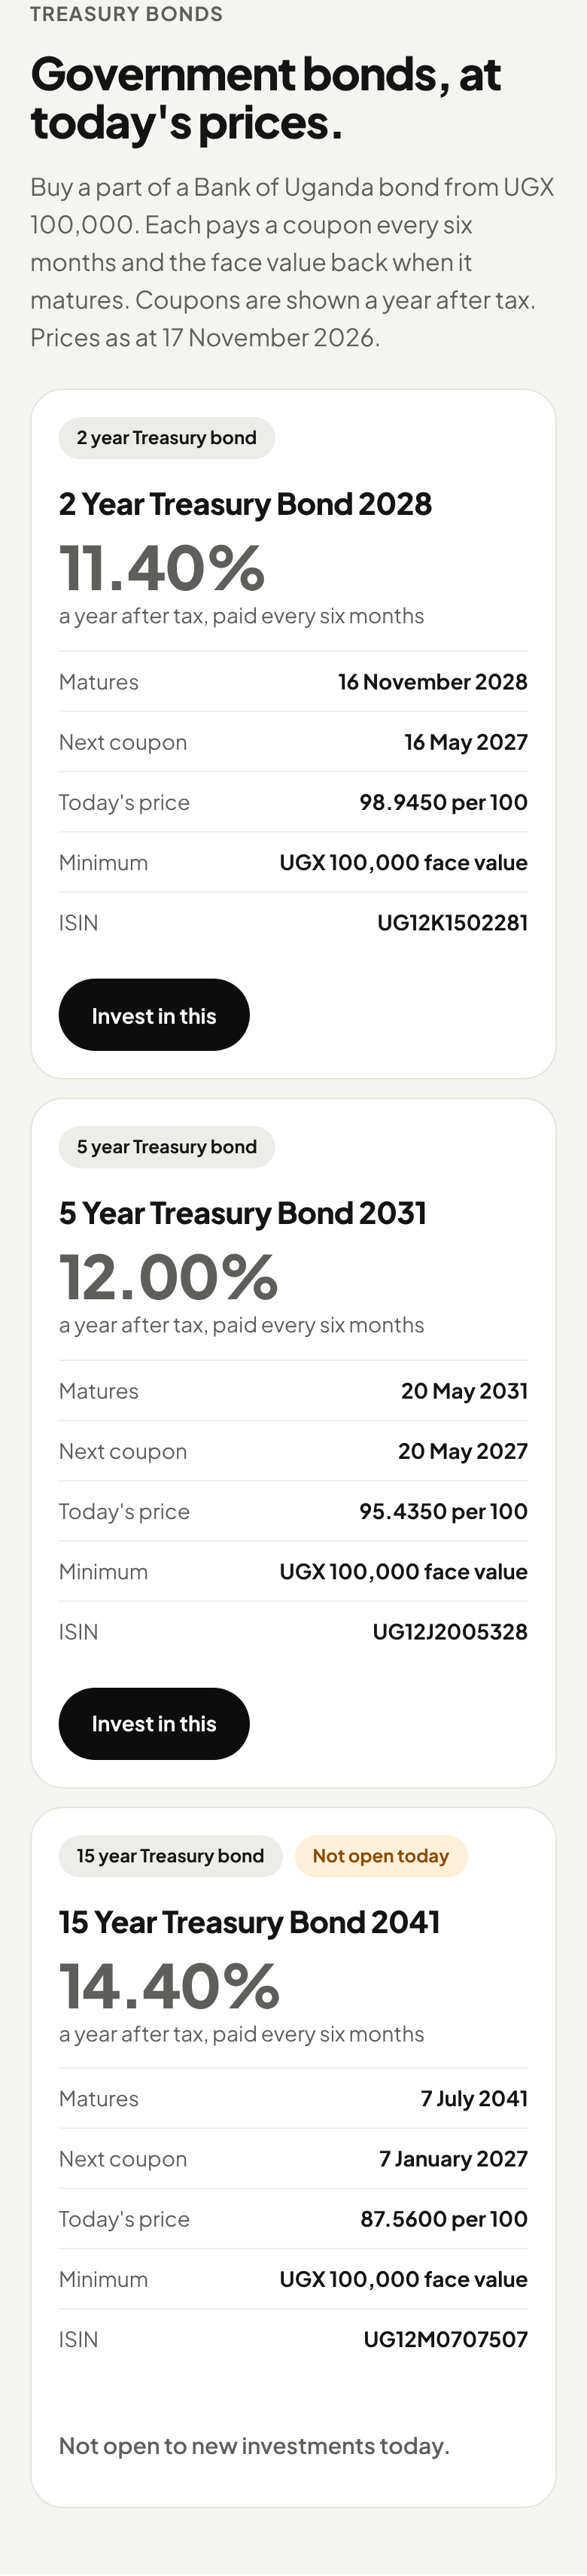 TREASURY BONDS
Government bonds, at
today's prices.
Buy a part of a Bank of Uganda bond from UGX
100,000. Each pays a coupon every six
months and the face value back when it
matures. Coupons are shown a year after tax.
Prices as at 17 November 2026.
2 year Treasury bond
2 Year Treasury Bond 2028
11.40%
a year after tax, paid every six months
Matures 16 November 2028
Next coupon 16 May 2027
Today's price 98.9450 per 100
Minimum UGX 100,000 face value
ISIN UG12K1502281
Invest in this
5 year Treasury bond
5 Year Treasury Bond 2031
12.00%
a year after tax, paid every six months
Matures 20 May 2031
Next coupon 20 May 2027
Today's price 95.4350 per 100
Minimum UGX 100,000 face value
ISIN UG12J2005328
Invest in this
15 year Treasury bond Not open today
15 Year Treasury Bond 2041
14.40%
a year after tax, paid every six months
Matures 7 July 2041
Next coupon 7 January 2027
Today's price 87.5600 per 100
Minimum UGX 100,000 face value
ISIN UG12M0707507
Not open to new investments today.